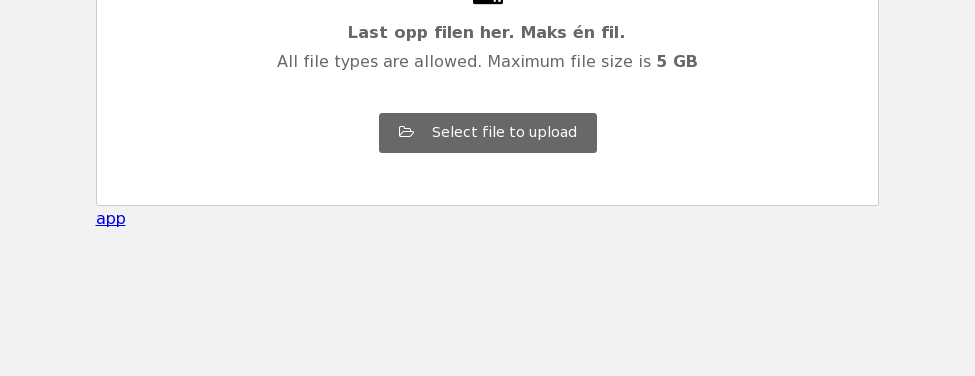 Last opp filen her. Maks én fil.
All file types are allowed. Maximum file size is 5 GB
Select file to upload
app